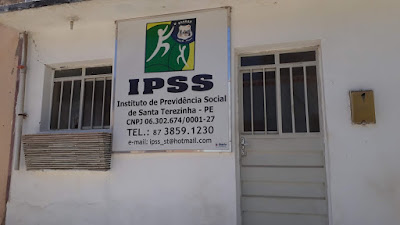 IPSS
Instituto de Previdência Social
de Santa Terezinha - PE
CNPJ 06.302.674/0001-27
TEL.: 87 3859.1230
e-mail: ipss_st@hotmail.com